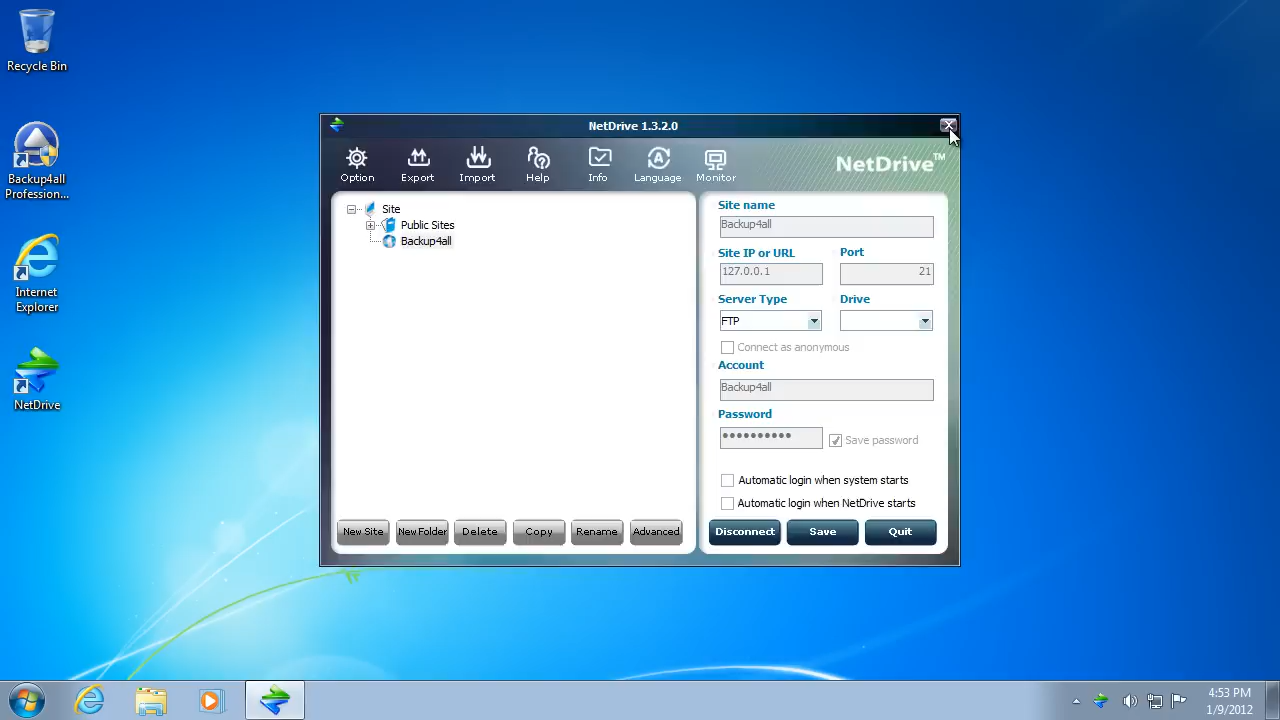 Recycle Bin
Backup4all
Professional...
Internet
Explorer
NetDrive
NetDrive 1.3.2.0
Option
Export
Import
Help
Info
Language
Monitor
NetDrive™
Site
Public Sites
Backup4all
New Site
New Folder
Delete
Copy
Rename
Advanced
Site name
Backup4all
Site IP or URL
Port
127.0.0.1
21
Server Type
Drive
FTP
Connect as anonymous
Account
Backup4all
Password
••••••••••
Save password
Automatic login when system starts
Automatic login when NetDrive starts
Disconnect
Save
Quit
4:53 PM
1/9/2012